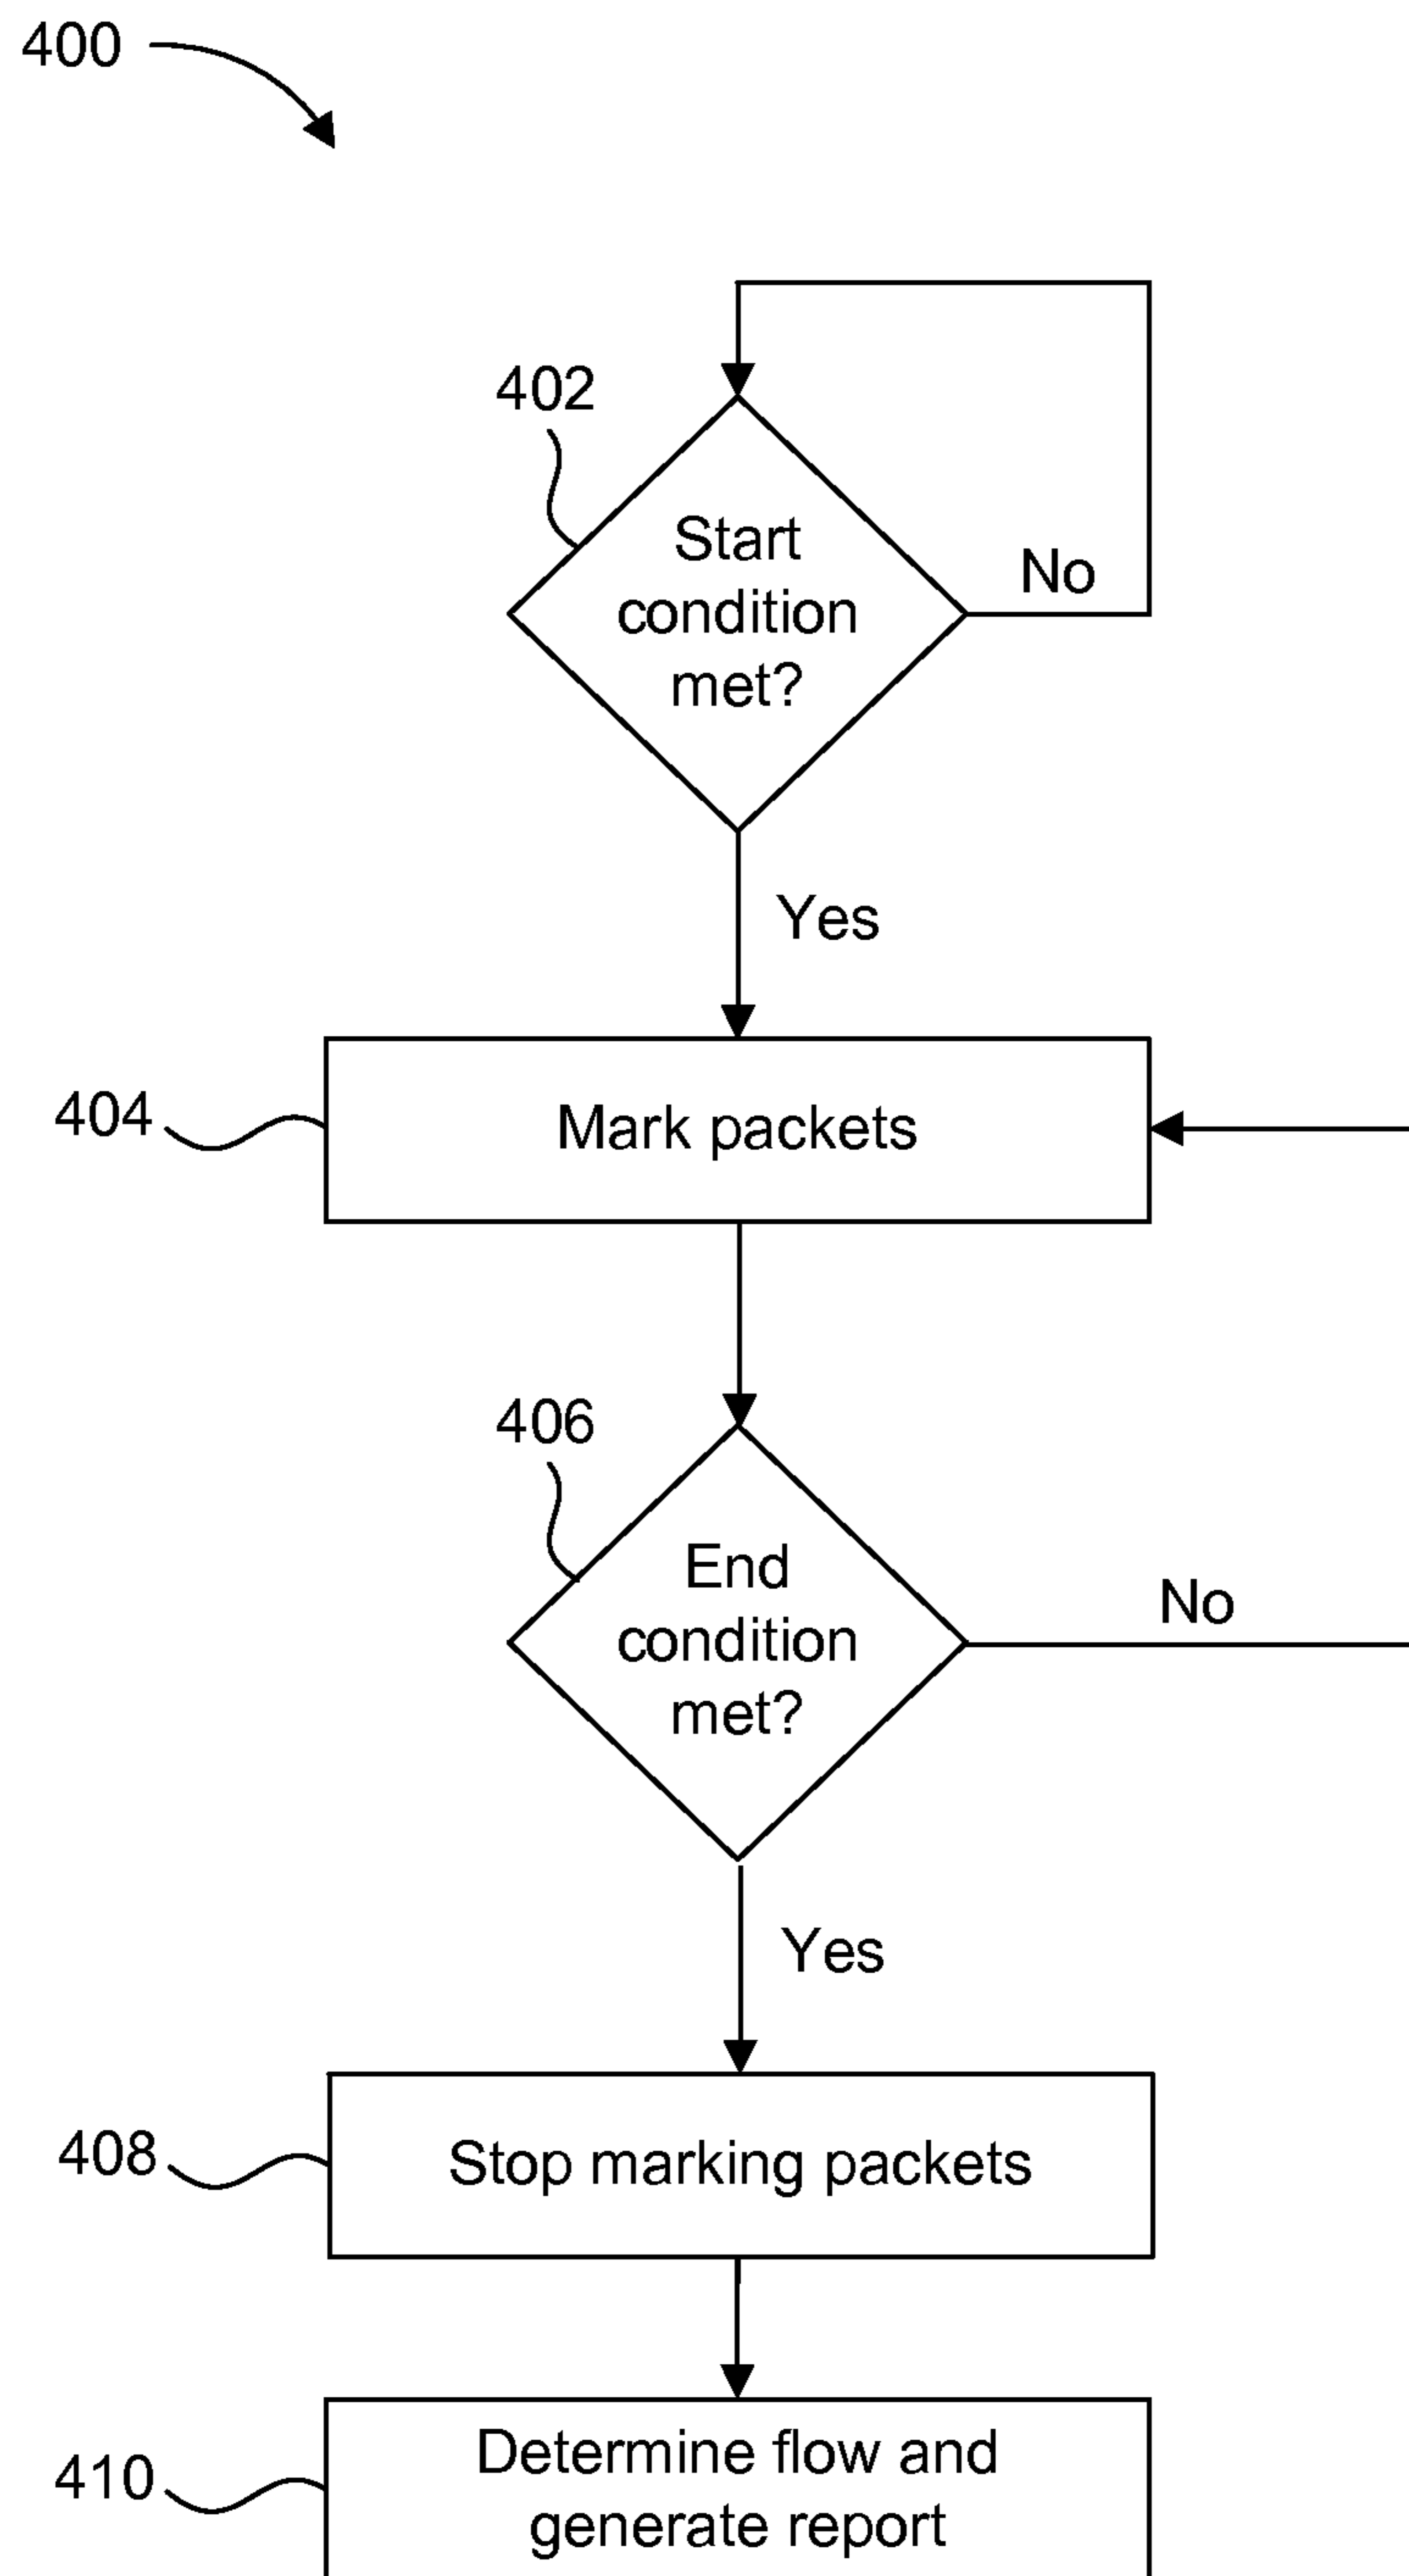 400
402
Start
condition
met?
No
Yes
404
Mark packets
406
End
condition
met?
No
Yes
408
Stop marking packets
410
Determine flow and
generate report